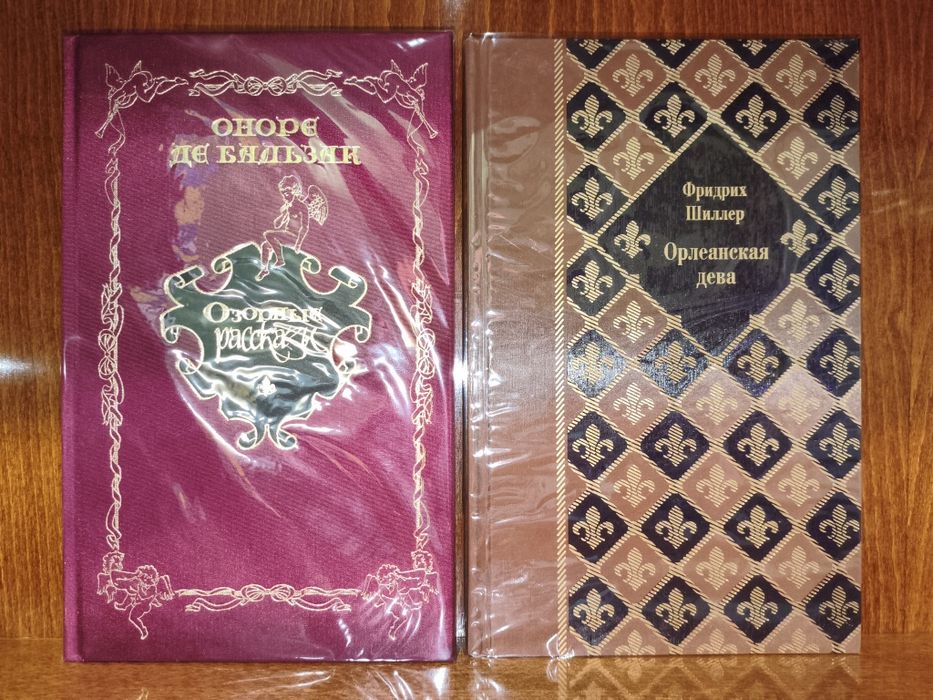 ОНОРЕ
ДЕ БАЛЬЗАК
Озорные
рассказы
Фридрих
Шиллер
Орлеанская
дева